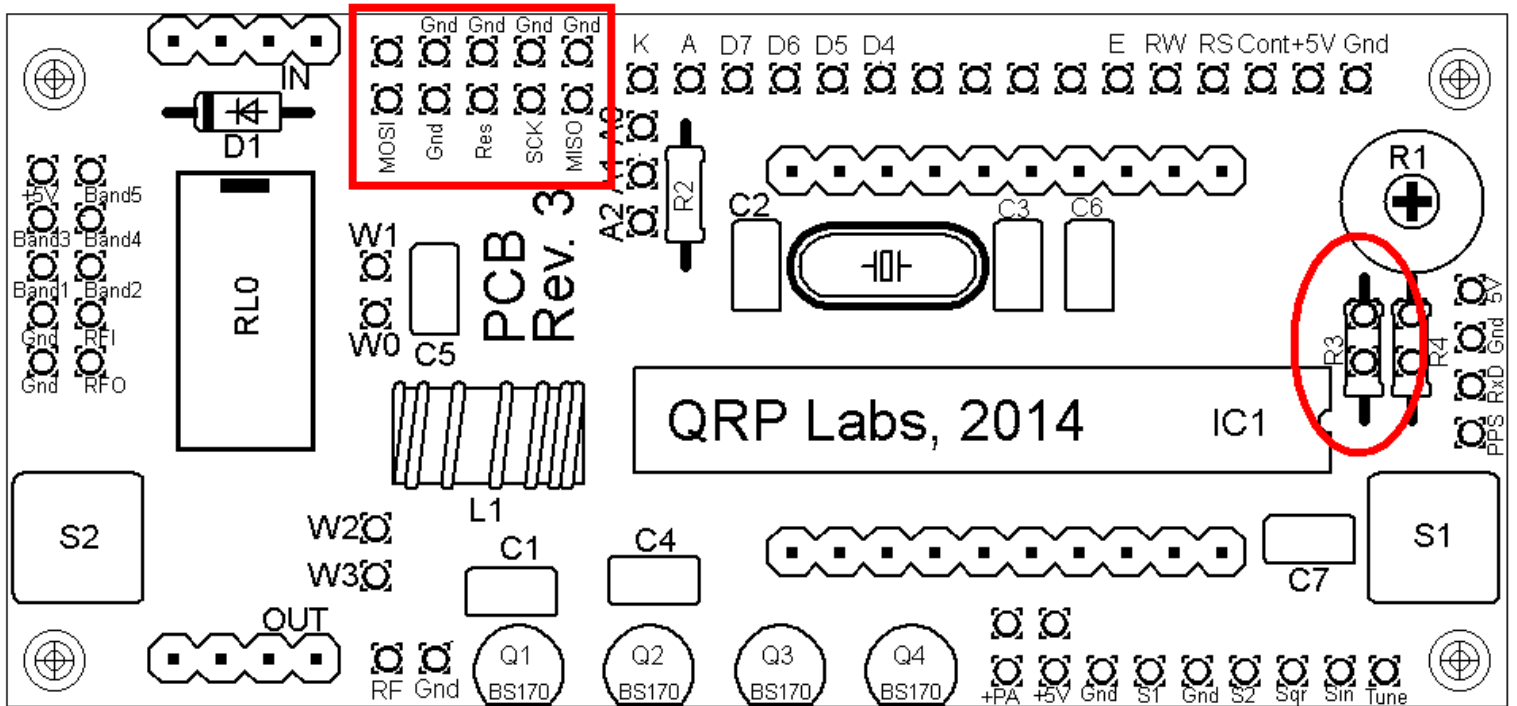 Gnd Gnd Gnd Gnd
K A D7 D6 D5 D4 E RW RS Cont +5V Gnd
IN
MOSI Gnd Res SCK MISO
D1
A0
A1
A2
R2
R1
+5V Band5
Band3 Band4
Band1 Band2
Gnd RFI
Gnd RFO
RL0
W1
W0
C5
PCB
Rev. 3
C2
C3
C6
R3
R4
5V
Gnd
RxD
PPS
QRP Labs, 2014
IC1
L1
S2
W2
W3
C1
C4
C7
S1
OUT
RF Gnd
Q1
BS170
Q2
BS170
Q3
BS170
Q4
BS170
+PA +5V Gnd S1 Gnd S2 Sqr Sin Tune